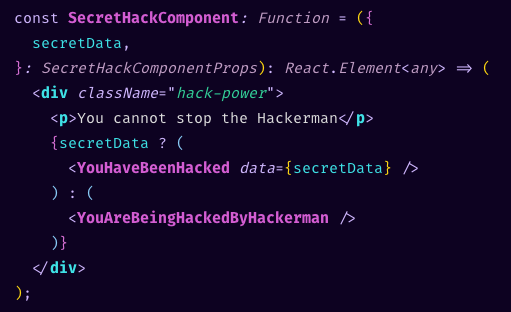 const SecretHackComponent: Function = ({
  secretData,
}: SecretHackComponentProps): React.Element<any> => (
  <div className="hack-power">
    <p>You cannot stop the Hackerman</p>
    {secretData ? (
      <YouHaveBeenHacked data={secretData} />
    ) : (
      <YouAreBeingHackedByHackerman />
    )}
  </div>
);